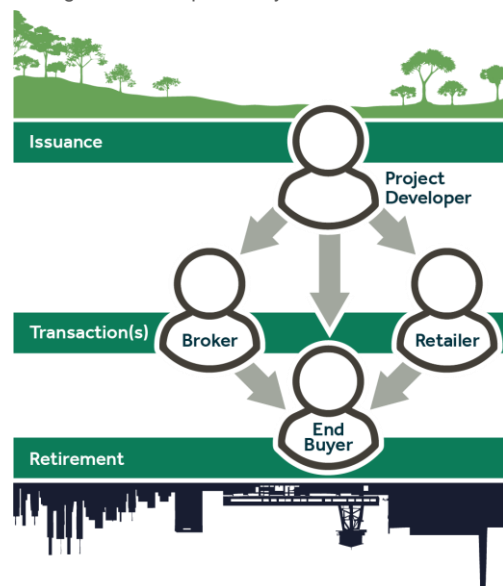 Issuance
Project
Developer
Transaction(s)
Broker
Retailer
End
Buyer
Retirement